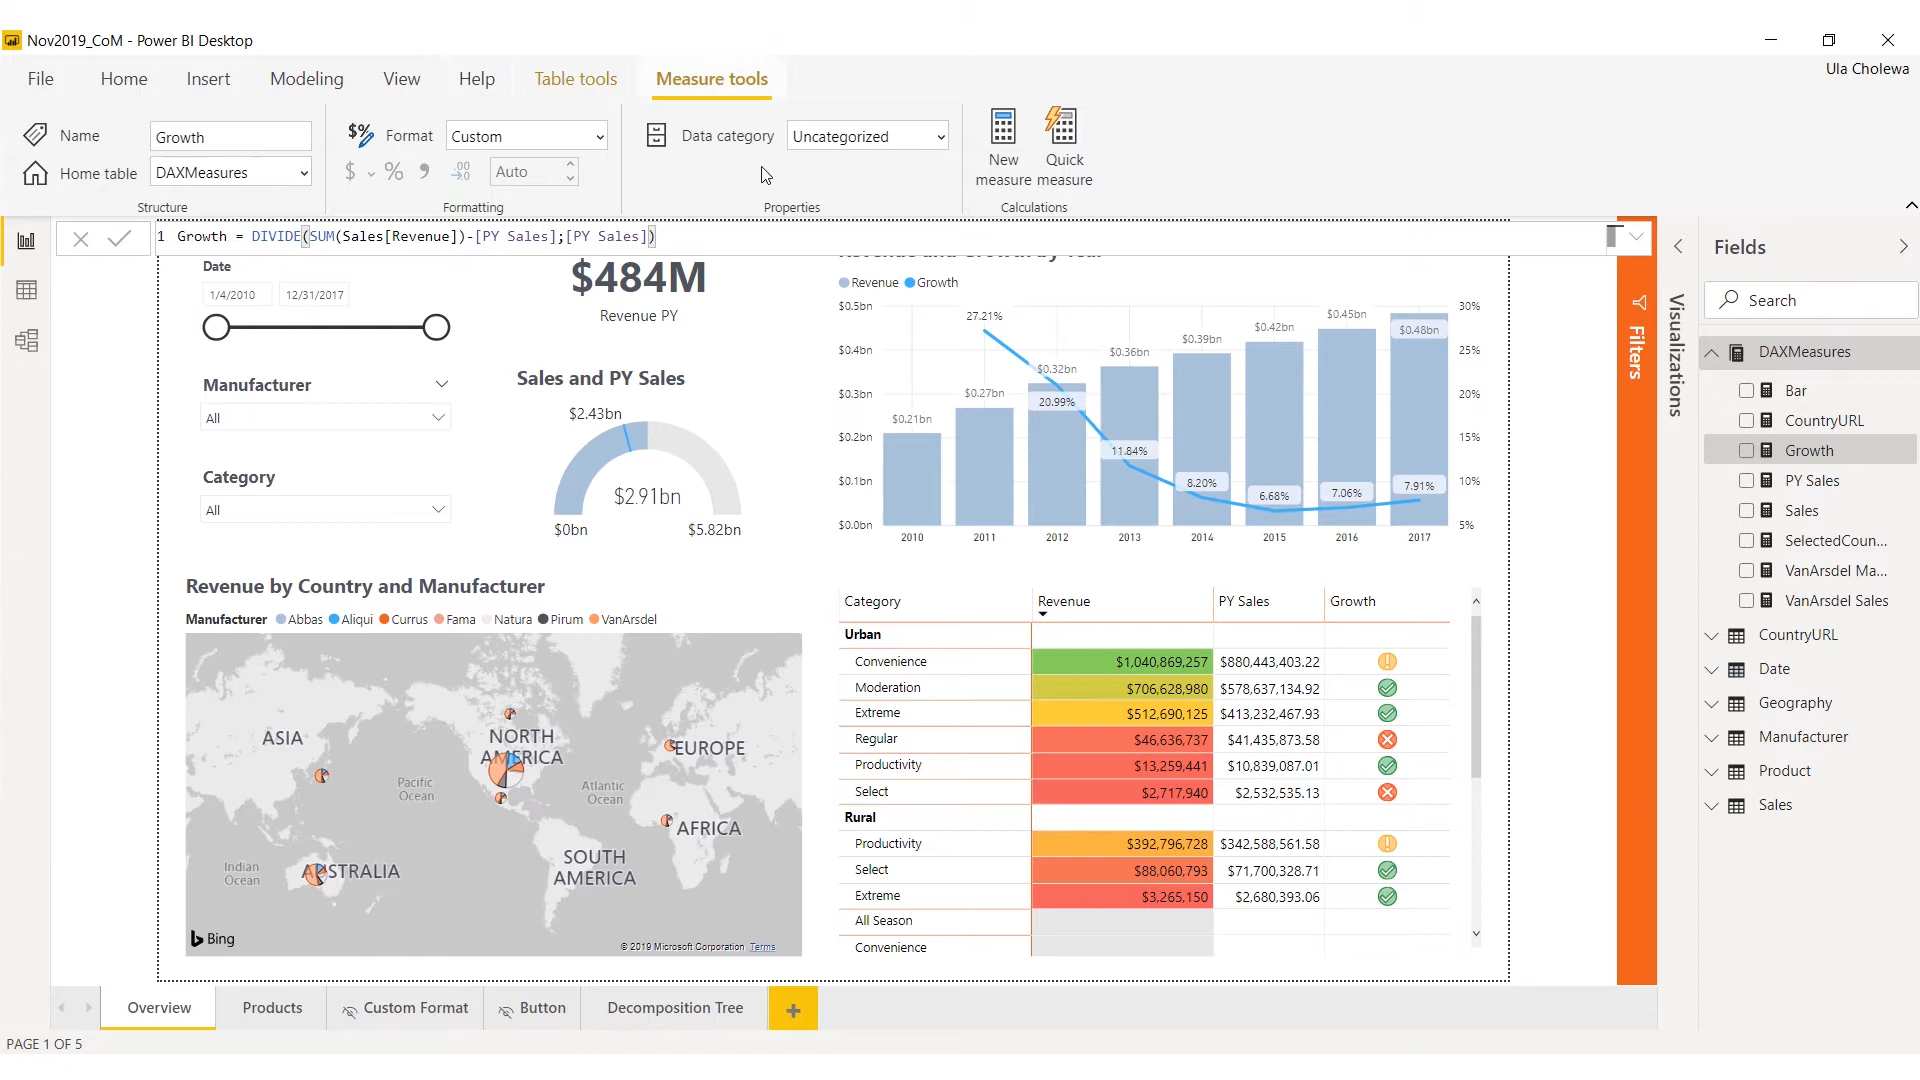 Nov2019_CoM - Power BI Desktop
Ula Cholewa
File Home Insert Modeling View Help Table tools Measure tools
Name Growth
Home table DAXMeasures
Structure
$% Format Custom
$ % , .00 →0 Auto
Formatting
Data category Uncategorized
Properties
New measure
Quick measure
Calculations
1 Growth = DIVIDE(SUM(Sales[Revenue])-[PY Sales];[PY Sales])
Date
1/4/2010 12/31/2017
Manufacturer
All
Category
All
$484M
Revenue PY
Sales and PY Sales
$2.43bn
$2.91bn
$0bn $5.82bn
Revenue and Growth by Year
Revenue Growth
$0.5bn
$0.4bn
$0.3bn
$0.2bn
$0.1bn
$0.0bn
30%
25%
20%
15%
10%
5%
$0.21bn $0.27bn $0.32bn $0.36bn $0.39bn $0.42bn $0.45bn $0.48bn
27.21% 20.99% 11.84% 8.20% 6.68% 7.06% 7.91%
2010 2011 2012 2013 2014 2015 2016 2017
Revenue by Country and Manufacturer
Manufacturer Abbas Aliqui Currus Fama Natura Pirum VanArsdel
ASIA
NORTH AMERICA
EUROPE
Pacific Ocean
Atlantic Ocean
AFRICA
SOUTH AMERICA
Indian Ocean
AUSTRALIA
Bing
© 2019 Microsoft Corporation Terms
Category Revenue PY Sales Growth
Urban
Convenience $1,040,869,257 $880,443,403.22
Moderation $706,628,980 $578,637,134.92
Extreme $512,690,125 $413,232,467.93
Regular $46,636,737 $41,435,873.58
Productivity $13,259,441 $10,839,087.01
Select $2,717,940 $2,532,535.13
Rural
Productivity $392,796,728 $342,588,561.58
Select $88,060,793 $71,700,328.71
Extreme $3,265,150 $2,680,393.06
All Season
Convenience
Filters
Visualizations
Fields
Search
DAXMeasures
Bar
CountryURL
Growth
PY Sales
Sales
SelectedCoun...
VanArsdel Ma...
VanArsdel Sales
CountryURL
Date
Geography
Manufacturer
Product
Sales
Overview Products Custom Format Button Decomposition Tree +
PAGE 1 OF 5